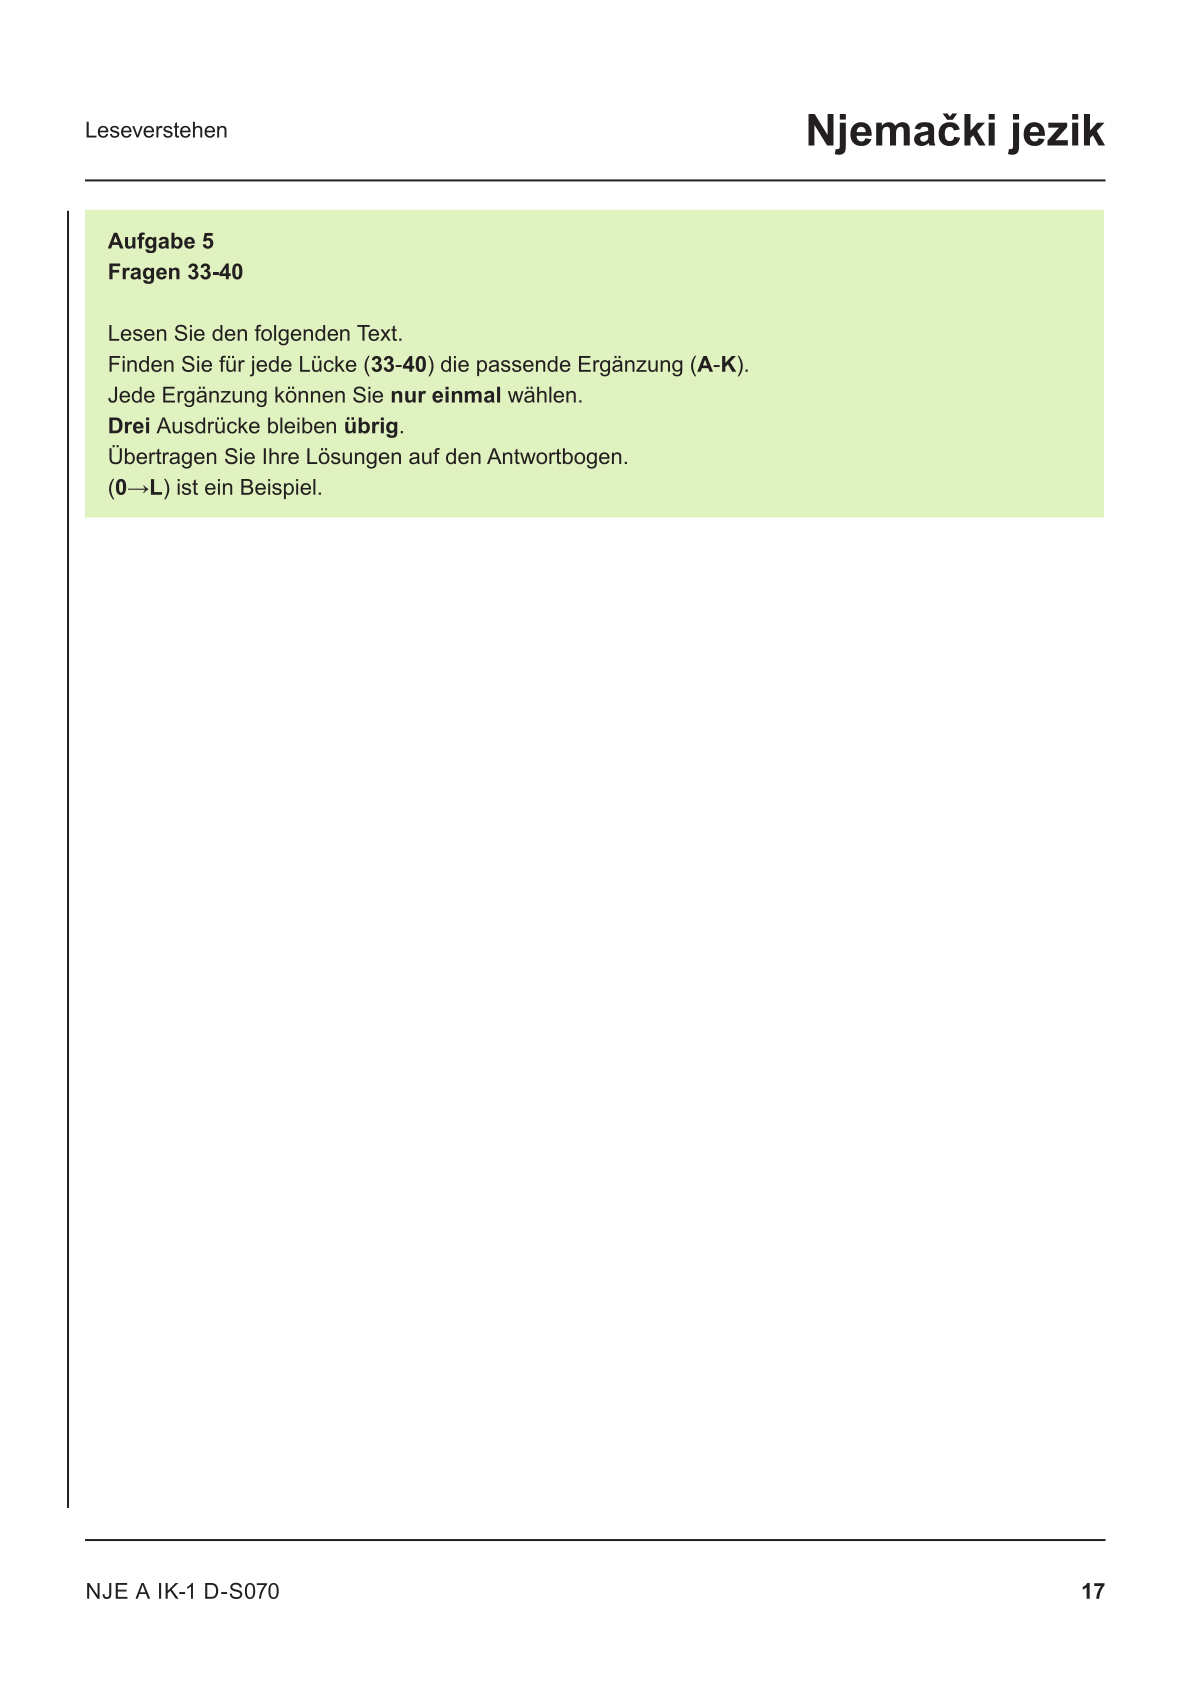 Leseverstehen
Njemački jezik
Aufgabe 5
Fragen 33-40
Lesen Sie den folgenden Text.
Finden Sie für jede Lücke (33-40) die passende Ergänzung (A-K).
Jede Ergänzung können Sie nur einmal wählen.
Drei Ausdrücke bleiben übrig.
Übertragen Sie Ihre Lösungen auf den Antwortbogen.
(0→L) ist ein Beispiel.
NJE A IK-1 D-S070
17